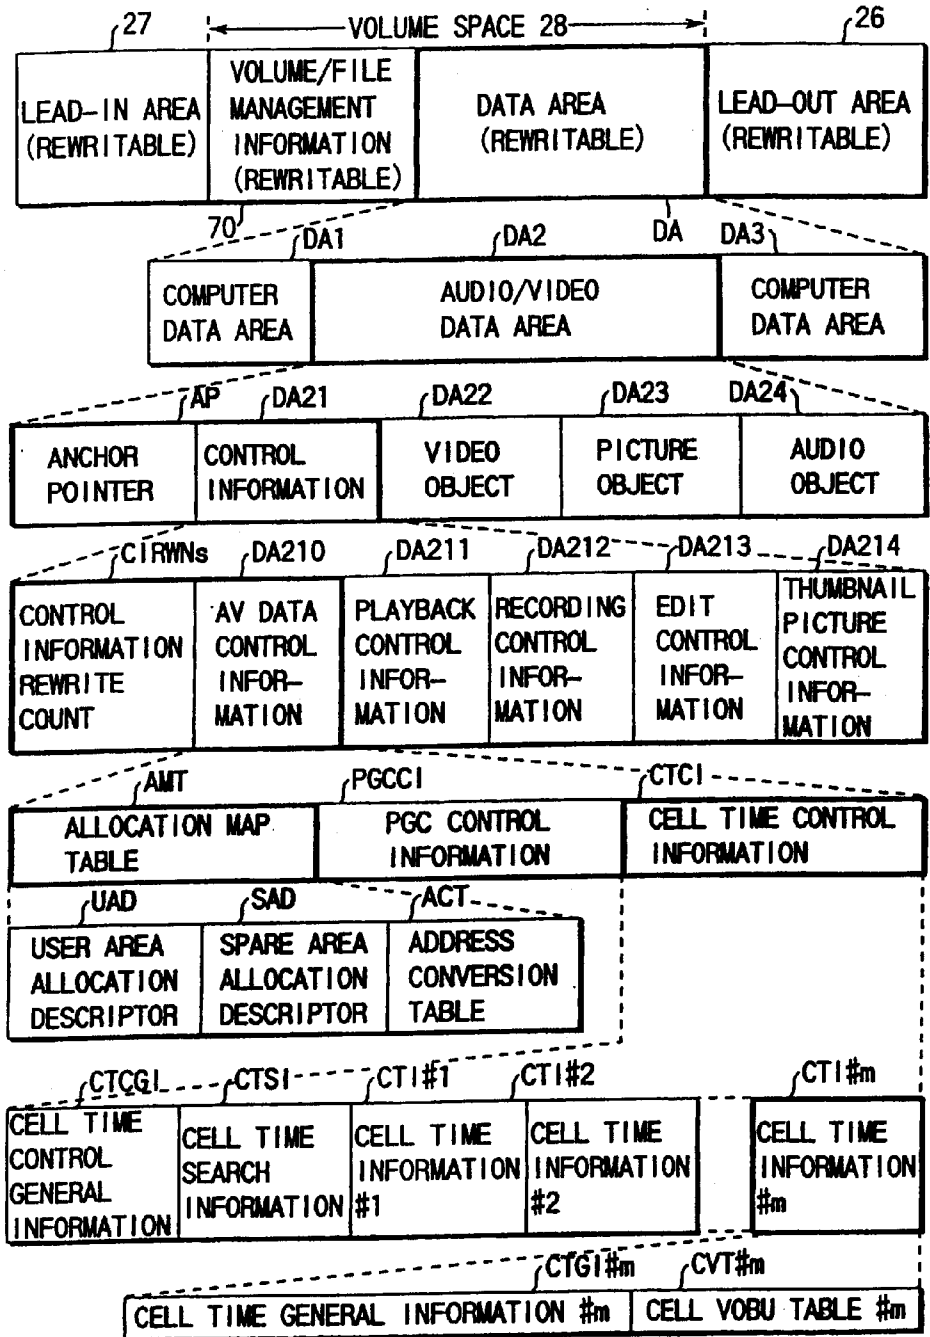 27
VOLUME SPACE 28
26
LEAD-IN AREA
(REWRITABLE)
VOLUME/FILE
MANAGEMENT
INFORMATION
(REWRITABLE)
DATA AREA
(REWRITABLE)
LEAD-OUT AREA
(REWRITABLE)
70
DA1
DA2
DA
DA3
COMPUTER
DATA AREA
AUDIO/VIDEO
DATA AREA
COMPUTER
DATA AREA
AP
DA21
DA22
DA23
DA24
ANCHOR
POINTER
CONTROL
INFORMATION
VIDEO
OBJECT
PICTURE
OBJECT
AUDIO
OBJECT
CIRWNs
DA210
DA211
DA212
DA213
DA214
CONTROL
INFORMATION
REWRITE
COUNT
AV DATA
CONTROL
INFOR-
MATION
PLAYBACK
CONTROL
INFOR-
MATION
RECORDING
CONTROL
INFOR-
MATION
EDIT
CONTROL
INFOR-
MATION
THUMBNAIL
PICTURE
CONTROL
INFOR-
MATION
AMT
PGCCI
CTCI
ALLOCATION MAP
TABLE
PGC CONTROL
INFORMATION
CELL TIME CONTROL
INFORMATION
UAD
SAD
ACT
USER AREA
ALLOCATION
DESCRIPTOR
SPARE AREA
ALLOCATION
DESCRIPTOR
ADDRESS
CONVERSION
TABLE
CTCGI
CTSI
CTI#1
CTI#2
CTI#m
CELL TIME
CONTROL
GENERAL
INFORMATION
CELL TIME
SEARCH
INFORMATION
CELL TIME
INFORMATION
#1
CELL TIME
INFORMATION
#2
CELL TIME
INFORMATION
#m
CTGI#m
CVT#m
CELL TIME GENERAL INFORMATION #m
CELL VOBU TABLE #m